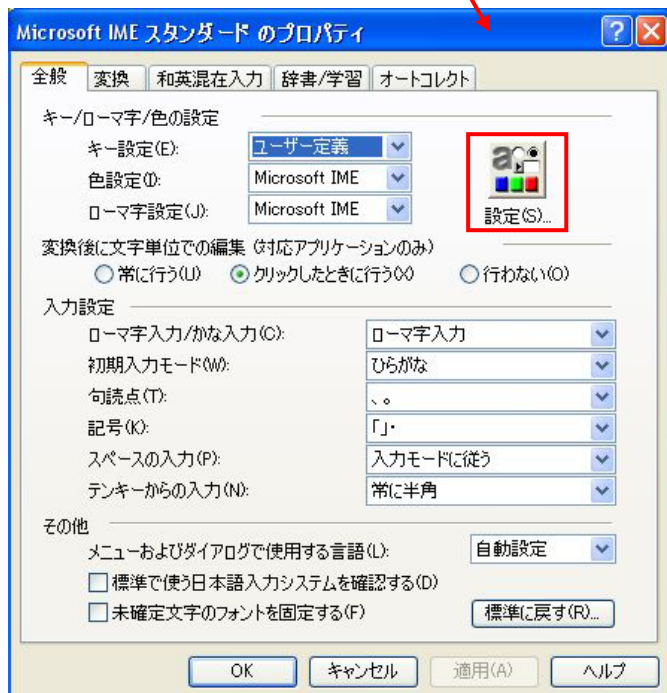 Microsoft IME スタンダード のプロパティ
全般 変換 和英混在入力 辞書/学習 オートコレクト
キー/ローマ字/色の設定
キー設定(E): ユーザー定義
色設定(I): Microsoft IME
ローマ字設定(J): Microsoft IME
設定(S)...
変換後に文字単位での編集 (対応アプリケーションのみ)
常に行う(U) クリックしたときに行う(X) 行わない(O)
入力設定
ローマ字入力/かな入力(C): ローマ字入力
初期入力モード(W): ひらがな
句読点(T): 、。
記号(K): 「」・
スペースの入力(P): 入力モードに従う
テンキーからの入力(N): 常に半角
その他
メニューおよびダイアログで使用する言語(L): 自動設定
標準で使う日本語入力システムを確認する(D)
未確定文字のフォントを固定する(F) 標準に戻す(R)...
OK キャンセル 適用(A) ヘルプ